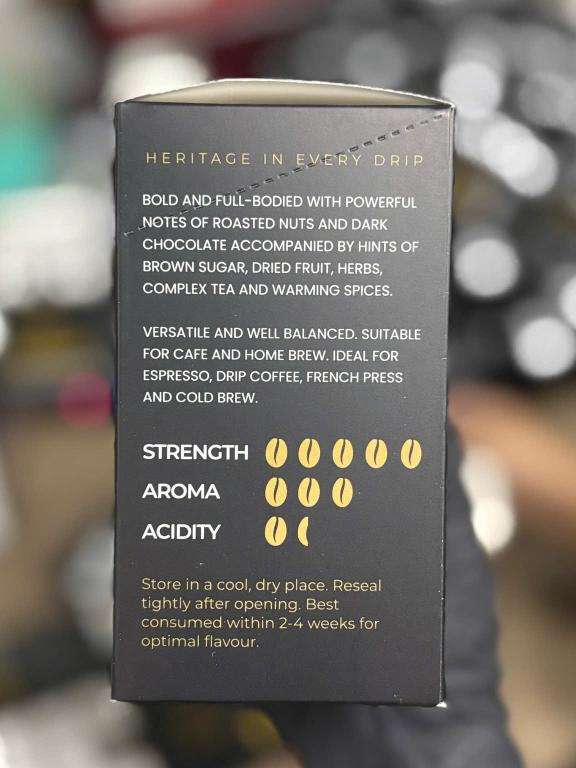 HERITAGE IN EVERY DRIP
BOLD AND FULL-BODIED WITH POWERFUL
NOTES OF ROASTED NUTS AND DARK
CHOCOLATE ACCOMPANIED BY HINTS OF
BROWN SUGAR, DRIED FRUIT, HERBS,
COMPLEX TEA AND WARMING SPICES.
VERSATILE AND WELL BALANCED. SUITABLE
FOR CAFE AND HOME BREW. IDEAL FOR
ESPRESSO, DRIP COFFEE, FRENCH PRESS
AND COLD BREW.
STRENGTH
AROMA
ACIDITY
Store in a cool, dry place. Reseal
tightly after opening. Best
consumed within 2-4 weeks for
optimal flavour.